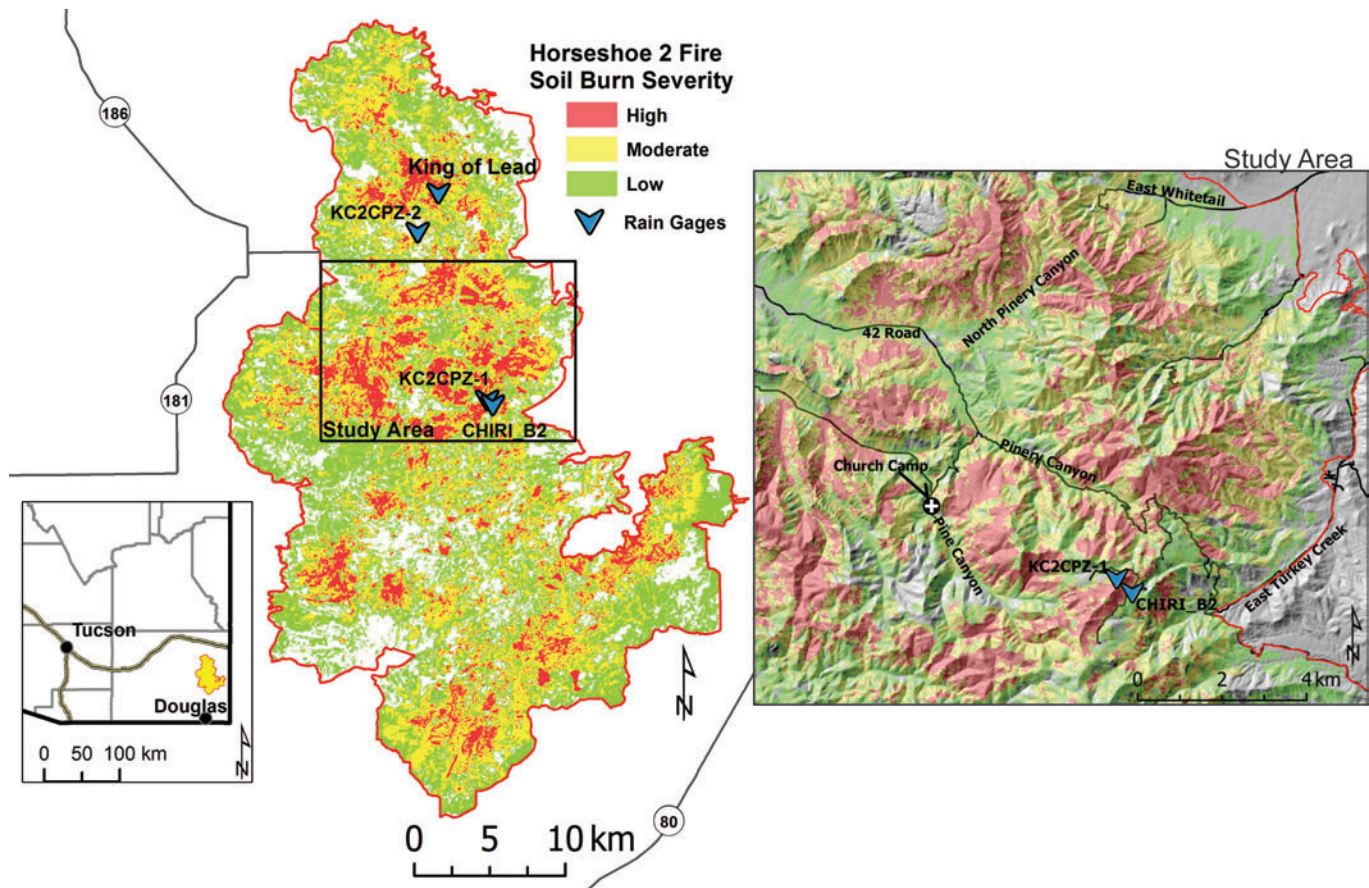 Horseshoe 2 Fire
Soil Burn Severity
High
Moderate
Low
Rain Gages
186
King of Lead
KC2CPZ-2
181
KC2CPZ-1
Study Area
CHIRI_B2
Tucson
Douglas
0 50 100 km
N
N
0 5 10 km
80
Study Area
East Whitetail
North Pinery Canyon
42 Road
Pinery Canyon
Church Camp
Pine Canyon
KC2CPZ-1
CHIRI_B2
East Turkey Creek
N
0 2 4 km